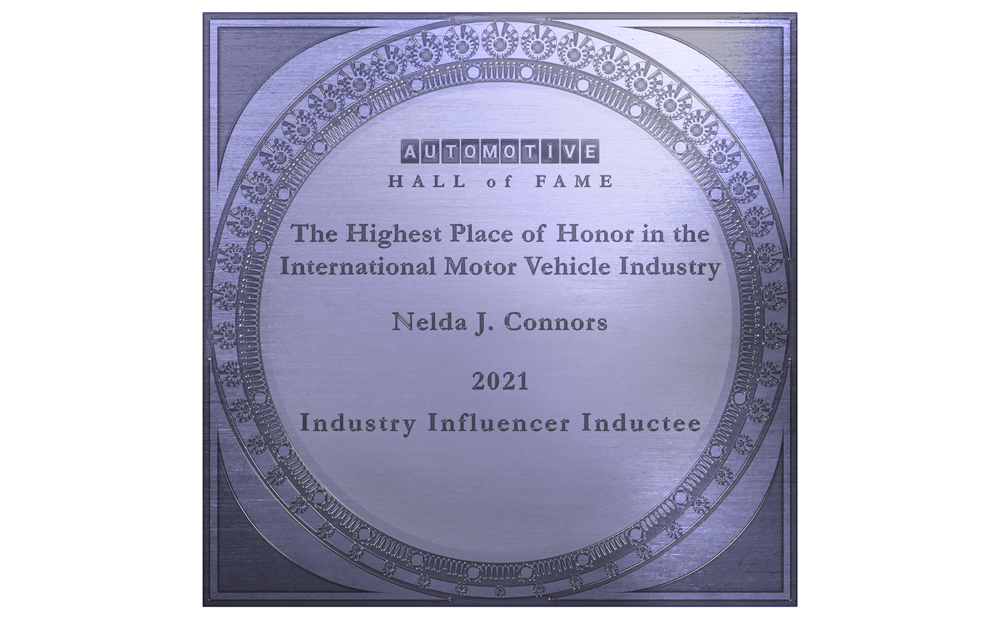 AUTOMOTIVE
HALL of FAME
The Highest Place of Honor in the
International Motor Vehicle Industry
Nelda J. Connors
2021
Industry Influencer Inductee